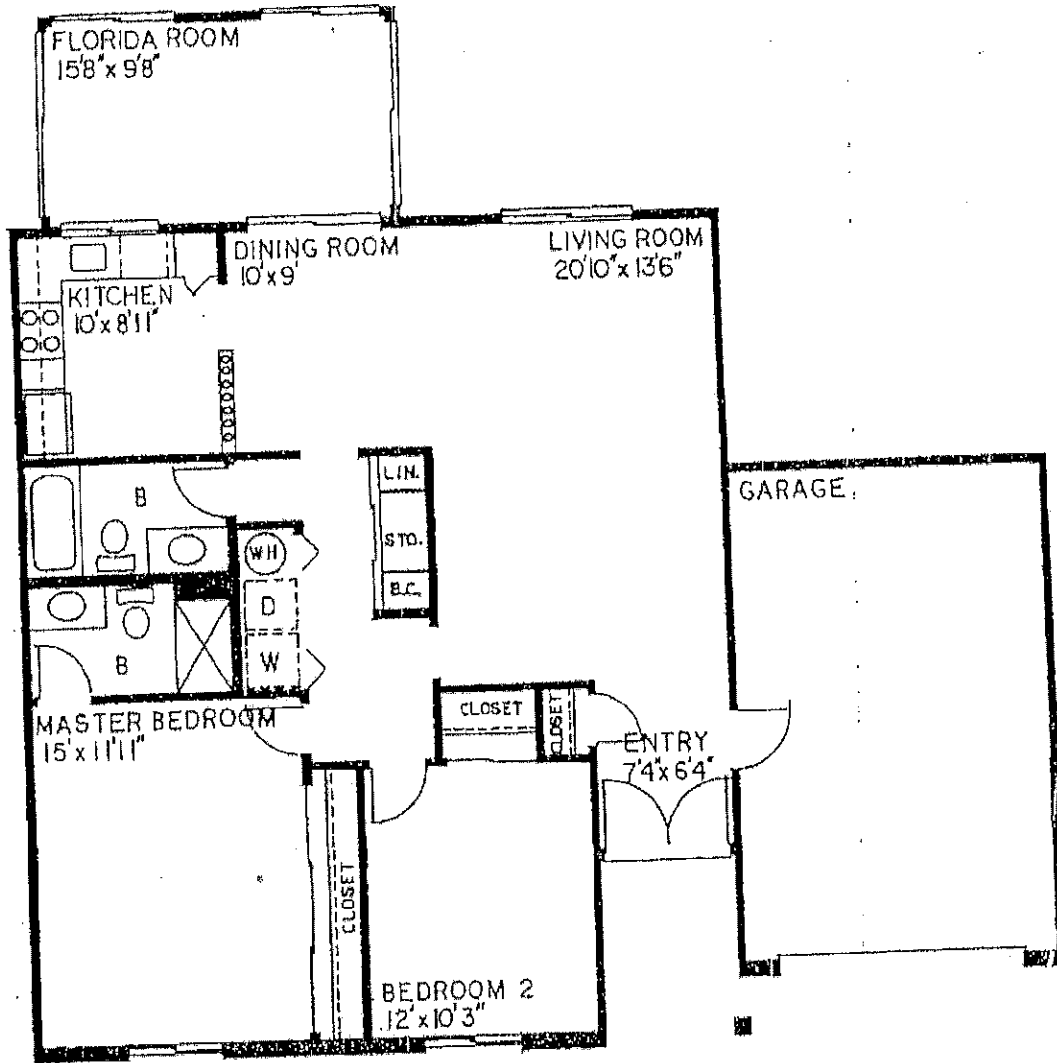 FLORIDA ROOM
15'8" x 9'8"
DINING ROOM
10' x 9'
LIVING ROOM
20'10" x 13'6"
KITCHEN
10' x 8'11"
LIN.
STO.
B.C.
GARAGE
B
WH
D
W
B
MASTER BEDROOM
15' x 11'11"
CLOSET
CLOSET
ENTRY
7'4" x 6'4"
CLOSET
BEDROOM 2
12' x 10'3"